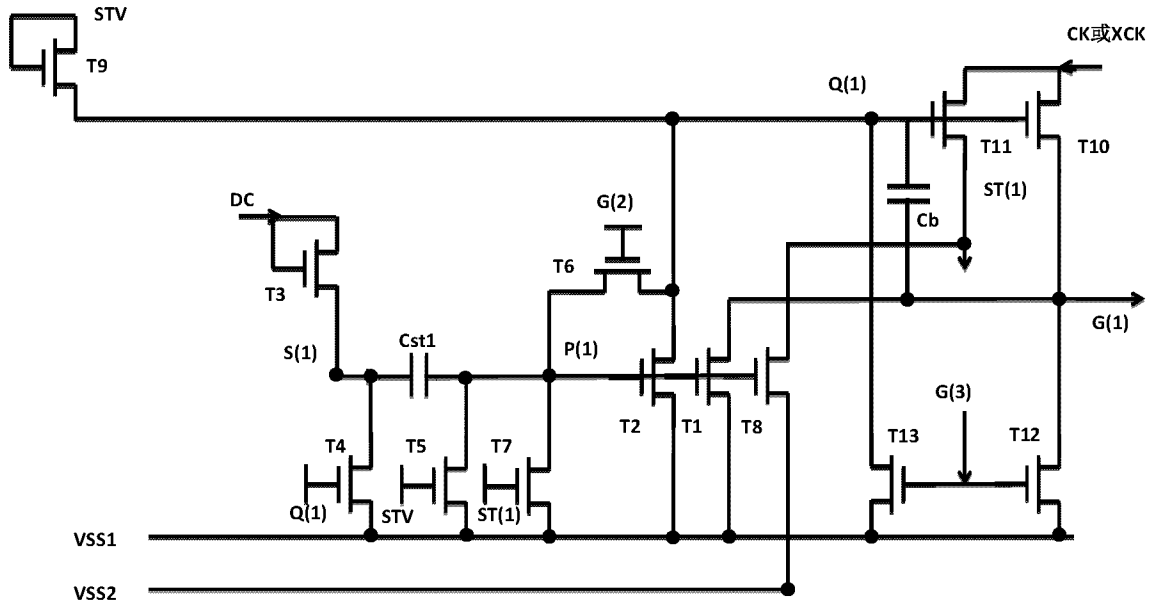 STV
T9
CK或XCK
Q(1)
T11
T10
DC
G(2)
ST(1)
Cb
T6
T3
G(1)
S(1)
Cst1
P(1)
T2
T1
T8
G(3)
T4
T5
T7
T13
T12
Q(1)
STV
ST(1)
VSS1
VSS2